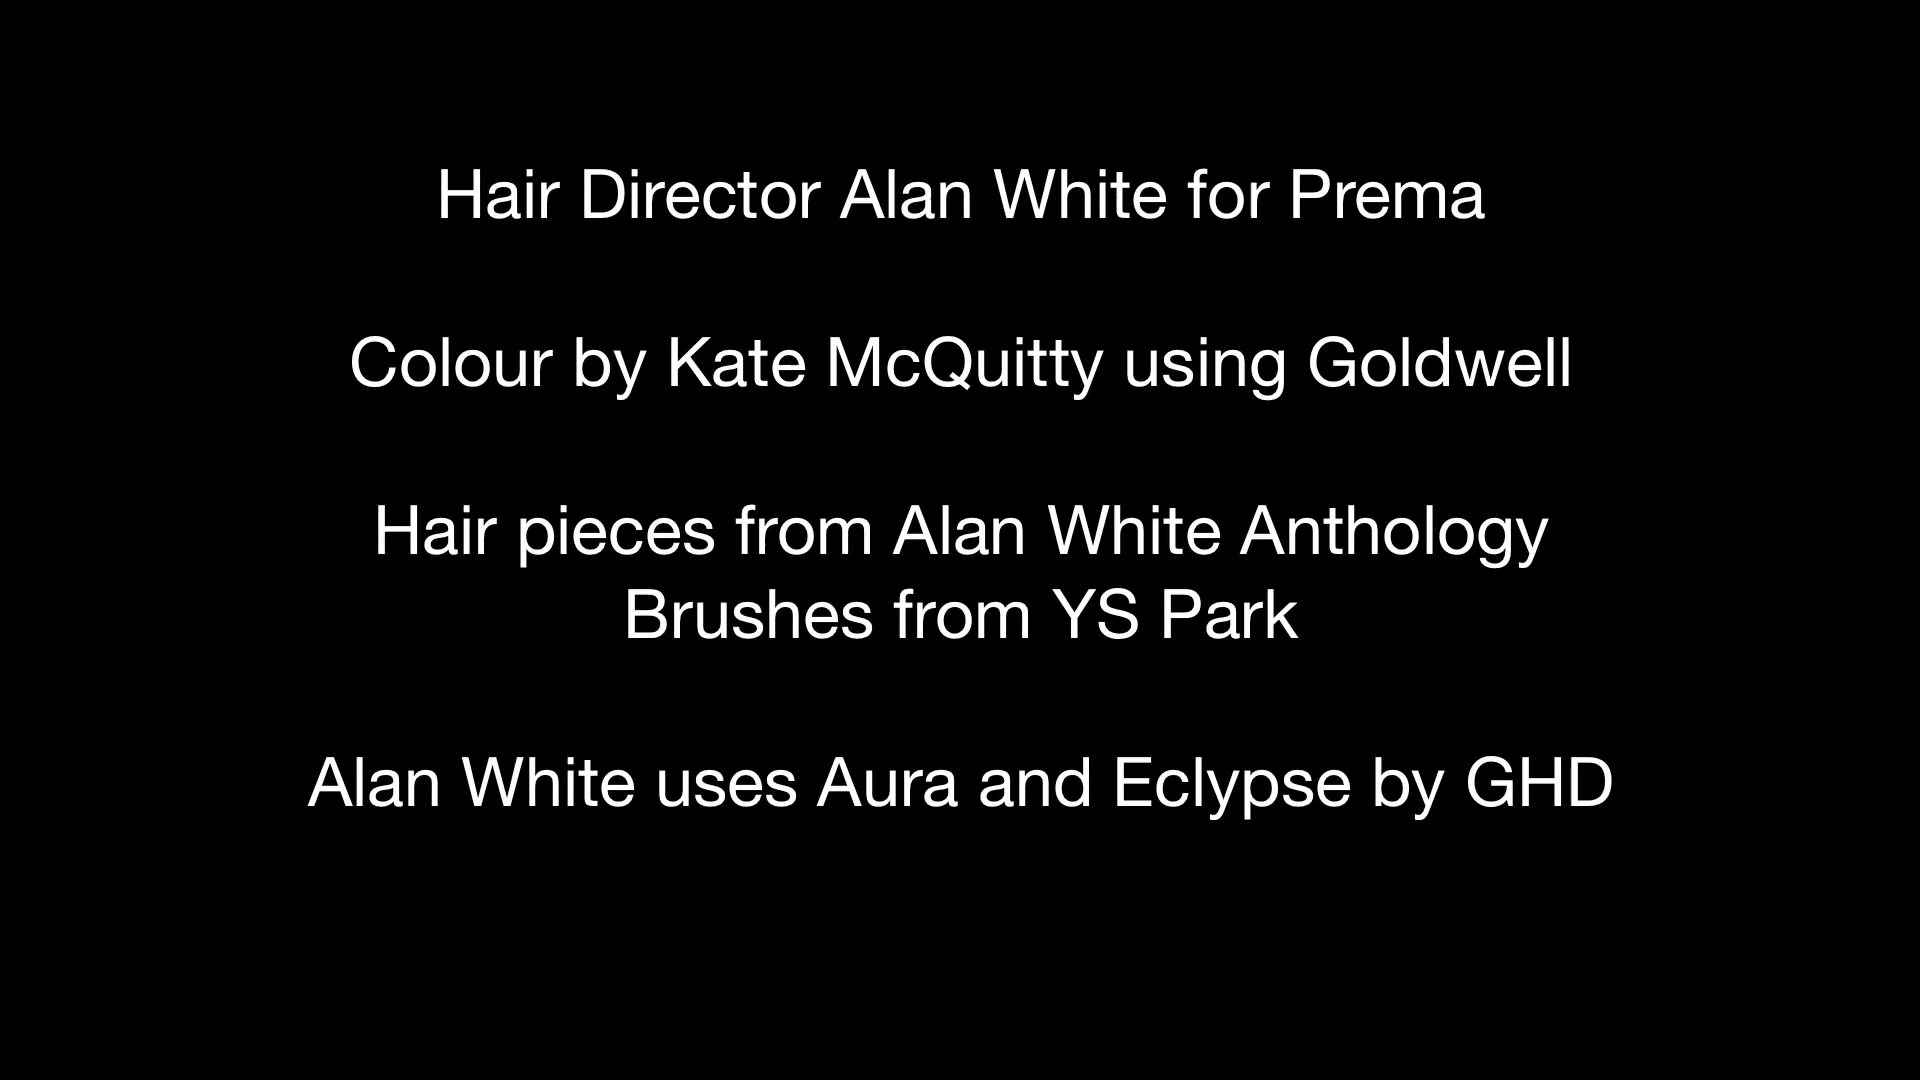 Hair Director Alan White for Prema
Colour by Kate McQuitty using Goldwell
Hair pieces from Alan White Anthology
Brushes from YS Park
Alan White uses Aura and Eclypse by GHD